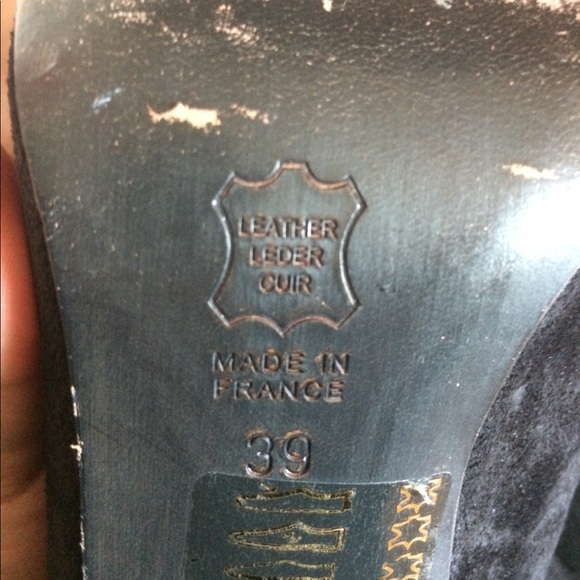 LEATHER
LEDER
CUIR
MADE IN
FRANCE
39